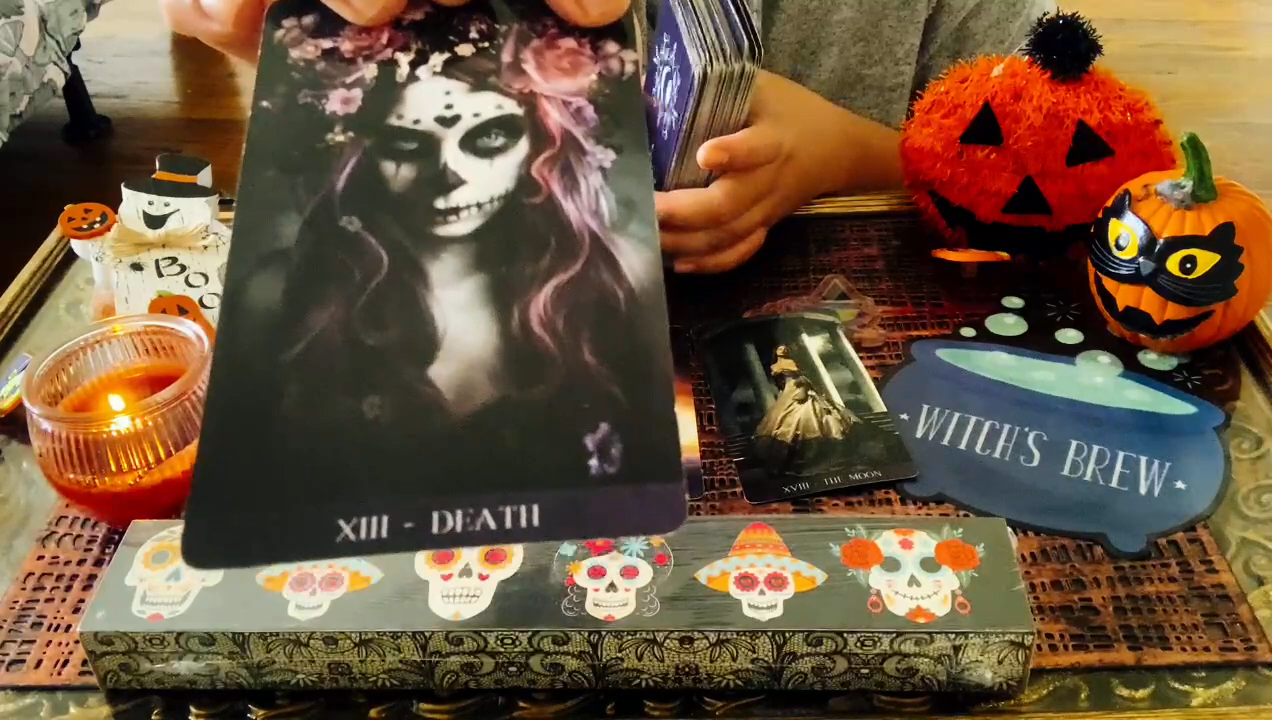 BOO
XIII - DEATH
XVIII - THE MOON
WITCH'S BREW